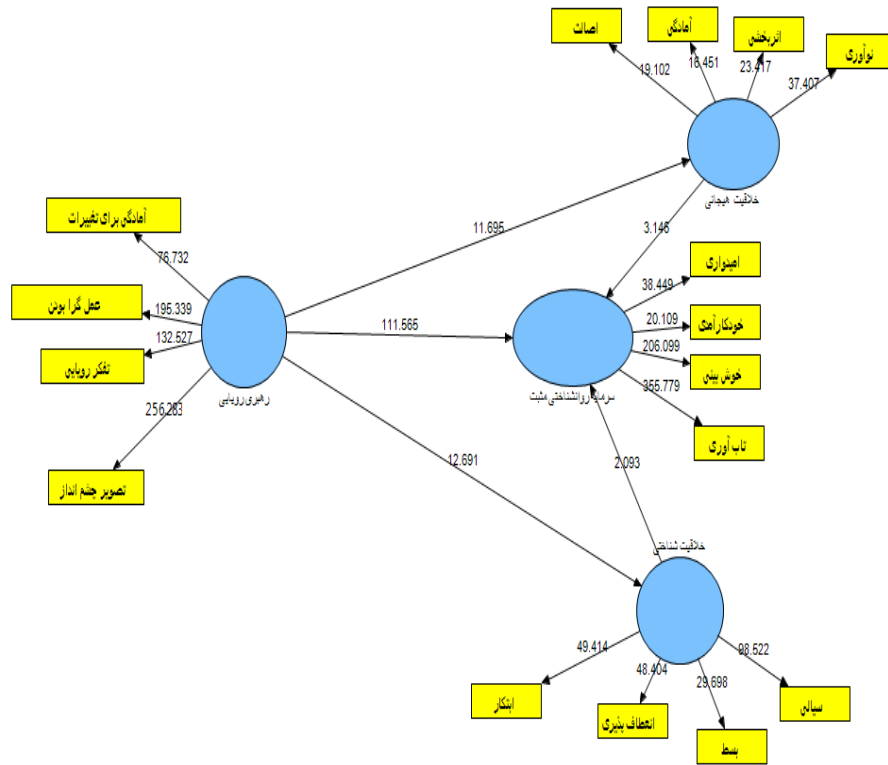 اصالت
آمادگی
اثربخشی
نوآوری
19.102
16.451
23.417
37.407
خلاقیت هیجانی
آمادگی برای تغییرات
76.732
عمل گرا بودن
195.339
تفکر رویایی
132.527
تصویر چشم انداز
256.283
رهبری رویایی
11.695
3.146
111.565
12.691
2.093
امیدواری
38.449
خودکارآمدی
20.109
خوش بینی
206.099
تاب آوری
355.779
سرمایه روانشناختی مثبت
خلاقیت شناختی
49.414
48.404
29.698
98.522
ابتکار
انعطاف پذیری
بسط
سیالی